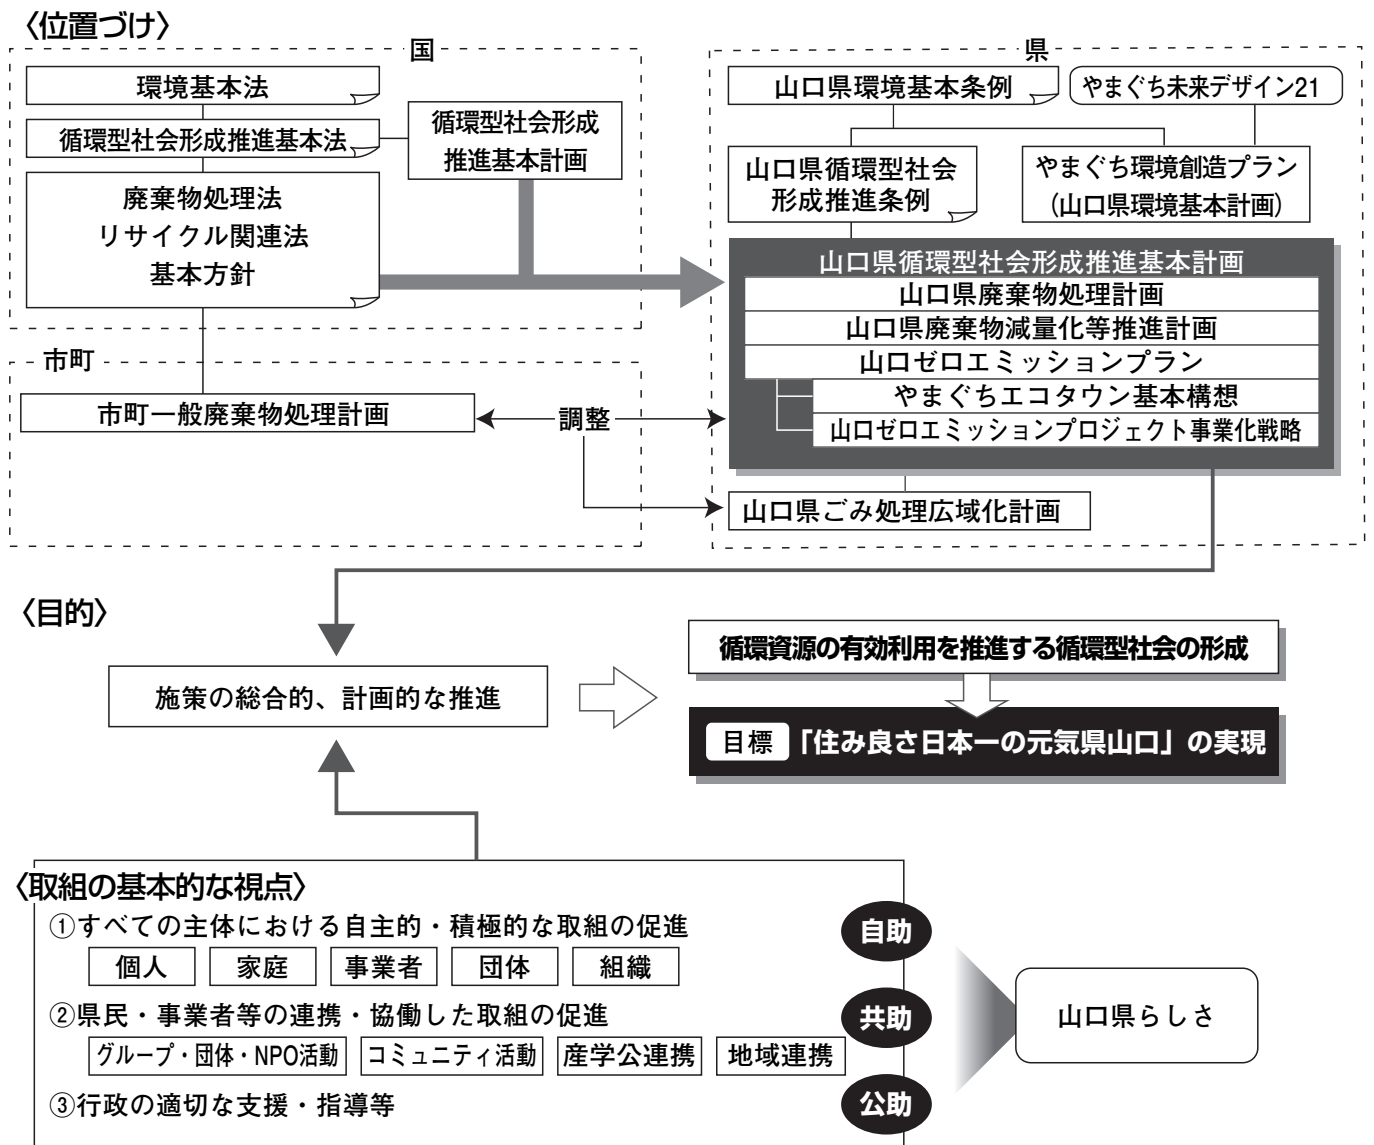 〈位置づけ〉
国
環境基本法
循環型社会形成推進基本法
循環型社会形成
推進基本計画
廃棄物処理法
リサイクル関連法
基本方針
市町
市町一般廃棄物処理計画
調整
県
山口県環境基本条例
やまぐち未来デザイン21
山口県循環型社会
形成推進条例
やまぐち環境創造プラン
(山口県環境基本計画)
山口県循環型社会形成推進基本計画
山口県廃棄物処理計画
山口県廃棄物減量化等推進計画
山口ゼロエミッションプラン
やまぐちエコタウン基本構想
山口ゼロエミッションプロジェクト事業化戦略
山口県ごみ処理広域化計画
〈目的〉
施策の総合的、計画的な推進
循環資源の有効利用を推進する循環型社会の形成
目標 「住み良さ日本一の元気県山口」の実現
〈取組の基本的な視点〉
①すべての主体における自主的・積極的な取組の促進
個人 家庭 事業者 団体 組織
自助
②県民・事業者等の連携・協働した取組の促進
グループ・団体・NPO活動 コミュニティ活動 産学公連携 地域連携
共助
③行政の適切な支援・指導等
公助
山口県らしさ